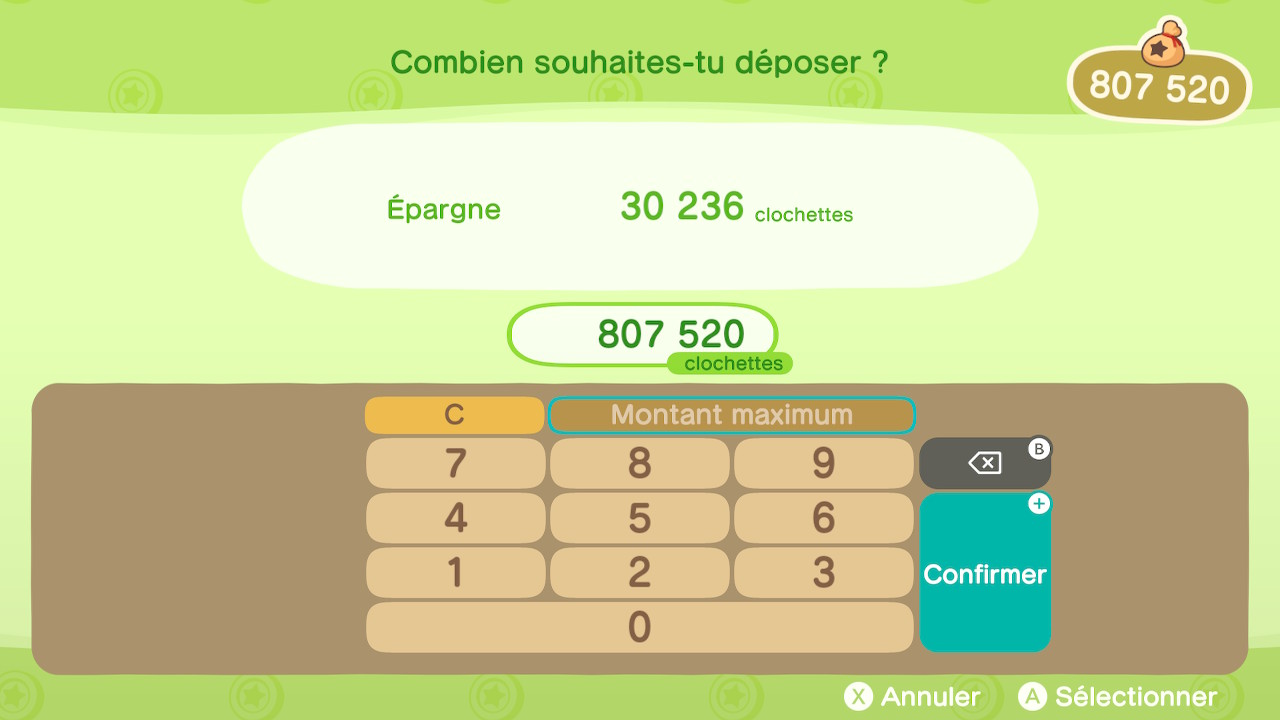 Combien souhaites-tu déposer ?
807 520
Épargne 30 236 clochettes
807 520
clochettes
C Montant maximum
7 8 9 B
4 5 6 +
1 2 3 Confirmer
0
X Annuler A Sélectionner